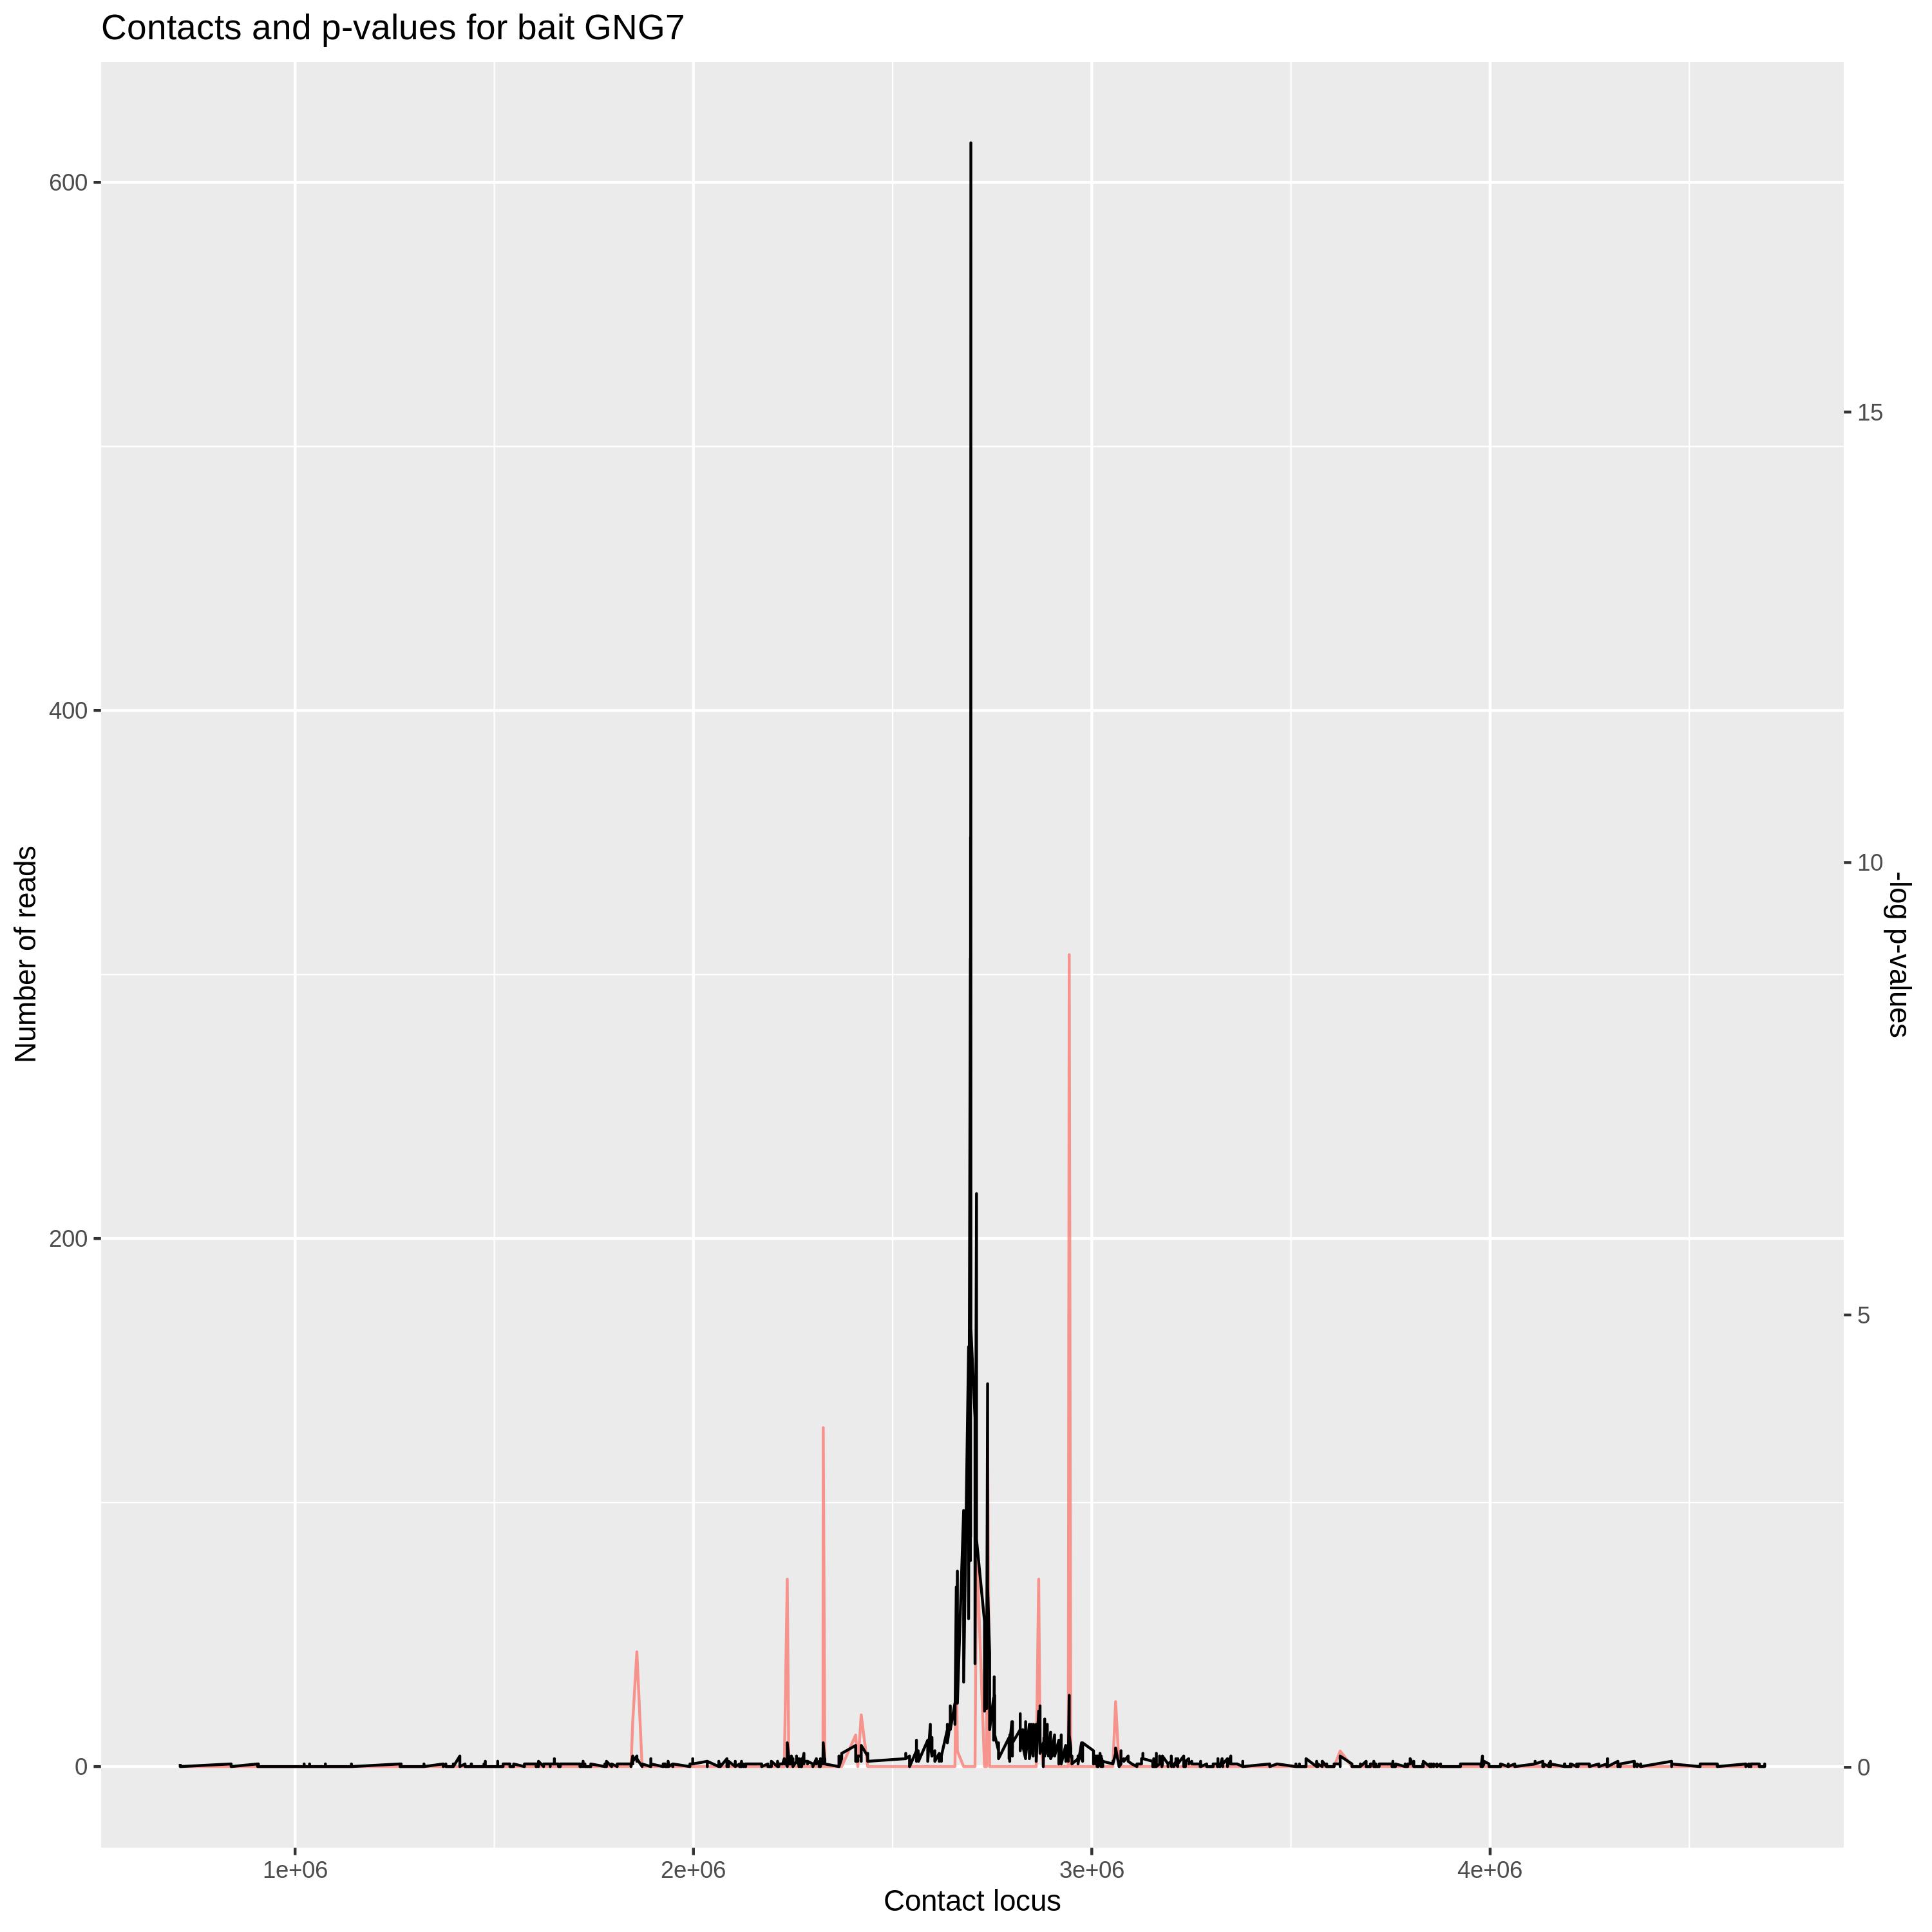 Contacts and p-values for bait GNG7
600
400
200
0
15
10
5
0
Number of reads
-log p-values
1e+06
2e+06
3e+06
4e+06
Contact locus